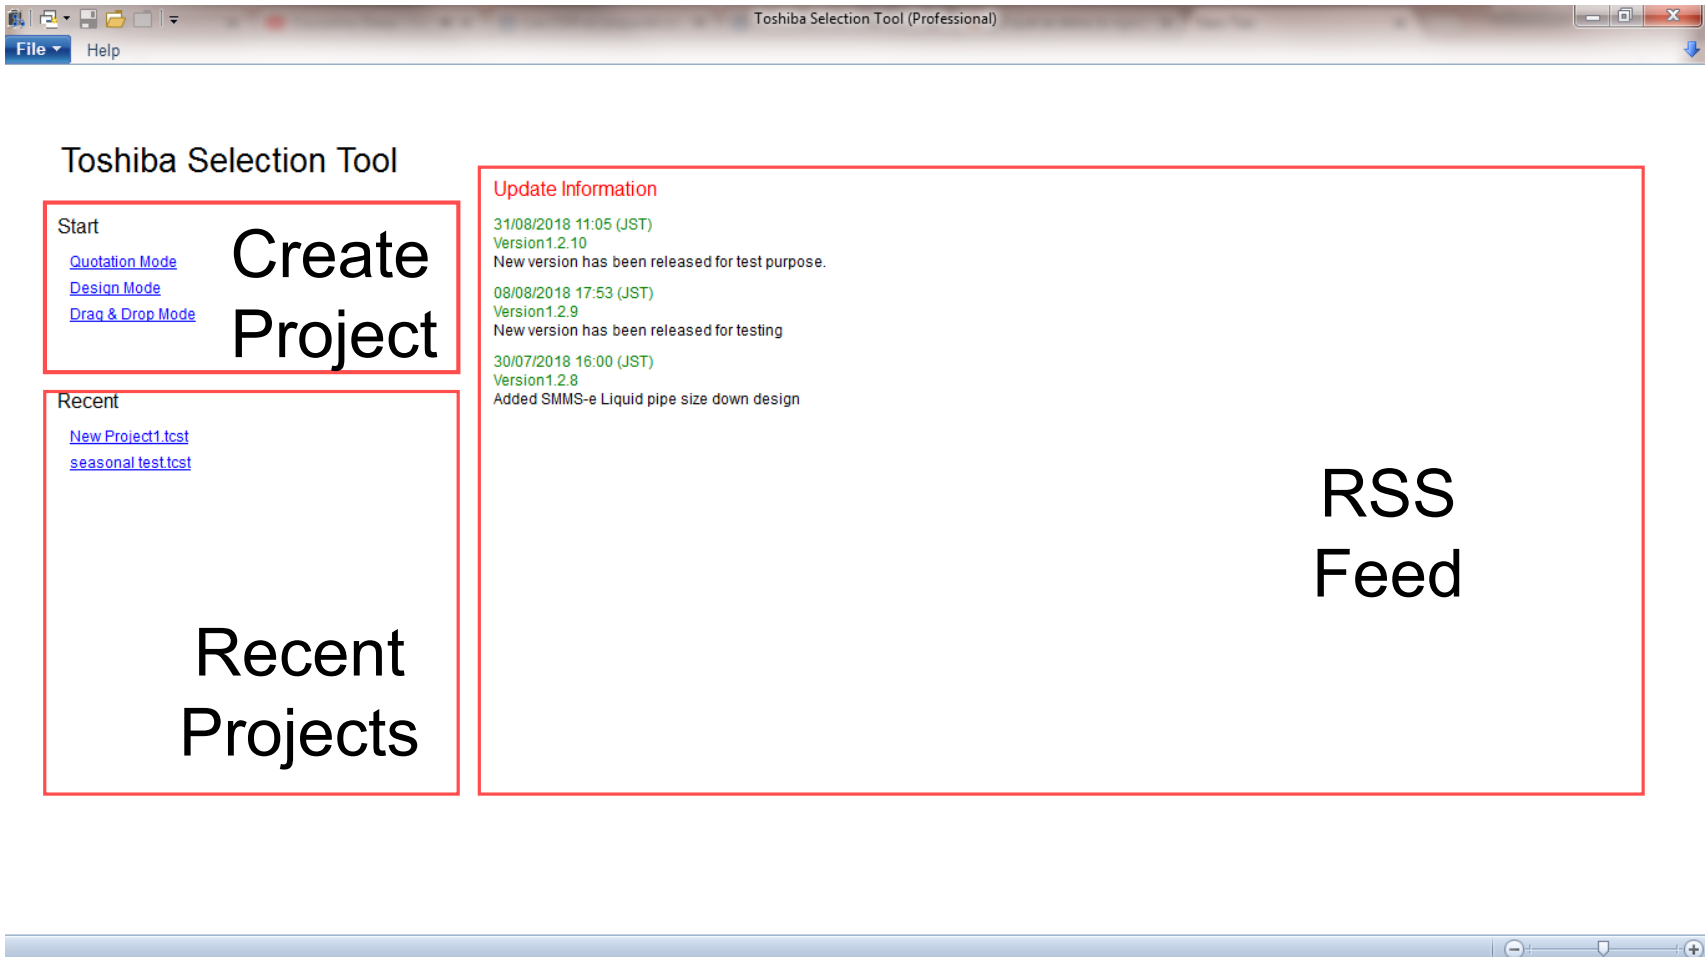 Toshiba Selection Tool (Professional)
File Help
Toshiba Selection Tool
Start
Quotation Mode
Design Mode
Drag & Drop Mode
Create
Project
Recent
New Project1.tcst
seasonal test.tcst
Recent
Projects
Update Information
31/08/2018 11:05 (JST)
Version1.2.10
New version has been released for test purpose.
08/08/2018 17:53 (JST)
Version1.2.9
New version has been released for testing
30/07/2018 16:00 (JST)
Version1.2.8
Added SMMS-e Liquid pipe size down design
RSS
Feed